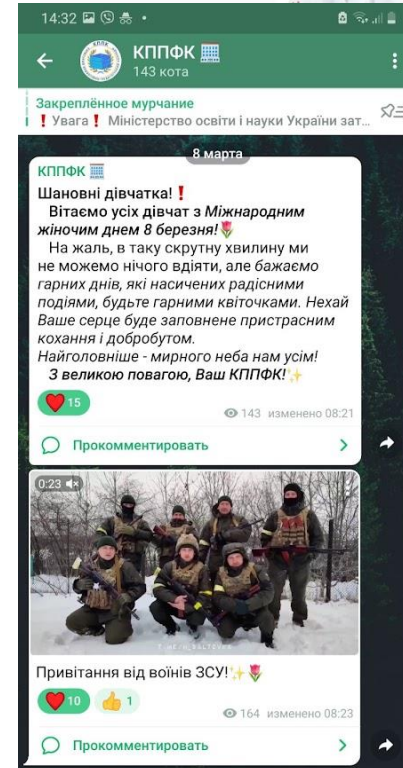 14:32
КППФК
143 кота
Закреплённое мурчание
❗ Увага ❗ Міністерство освіти і науки України зат...
8 марта
КППФК
Шановні дівчатка! ❗
Вітаємо усіх дівчат з Міжнародним
жіночим днем 8 березня!🌷
На жаль, в таку скрутну хвилину ми
не можемо нічого вдіяти, але бажаємо
гарних днів, які насичених радісними
подіями, будьте гарними квіточками. Нехай
Ваше серце буде заповнене пристрасним
кохання і добробутом.
Найголовніше - мирного неба нам усім!
З великою повагою, Ваш КППФК!✨
❤️ 15
143 изменено 08:21
Прокомментировать
0:23
Привітання від воїнів ЗСУ!✨🌷
❤️ 10 👍 1
164 изменено 08:23
Прокомментировать